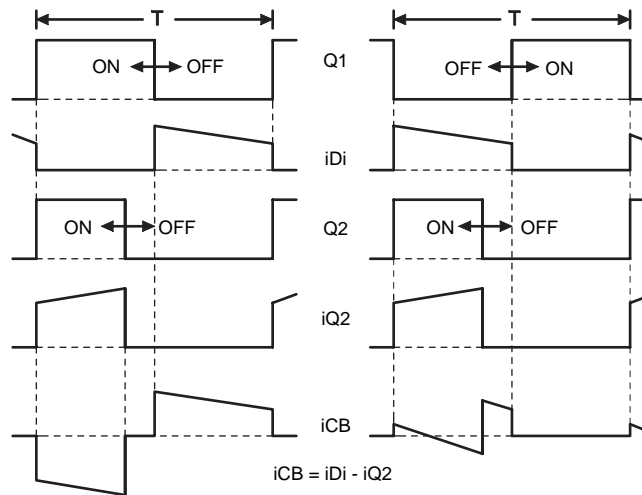 T T
ON OFF Q1 OFF ON
iDi
ON OFF Q2 ON OFF
iQ2
iCB
iCB = iDi - iQ2